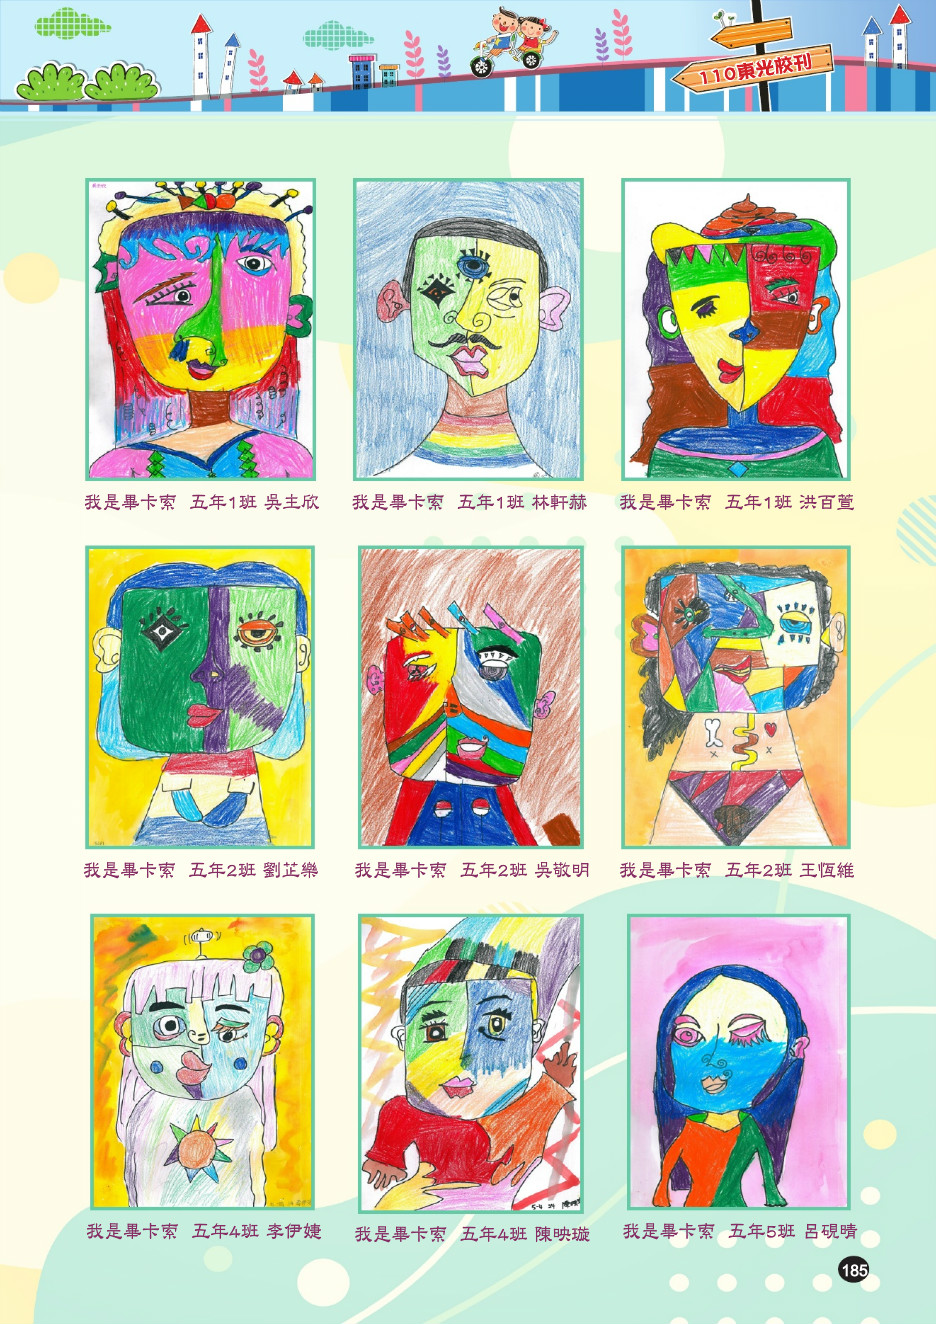 110東光校刊
我是畢卡索 五年1班 吳主欣
我是畢卡索 五年1班 林軒赫
我是畢卡索 五年1班 洪百萱
我是畢卡索 五年2班 劉芷樂
我是畢卡索 五年2班 吳敬明
我是畢卡索 五年2班 王恆維
5-4 24
我是畢卡索 五年4班 李伊婕
我是畢卡索 五年4班 陳映璇
我是畢卡索 五年5班 呂硯晴
185